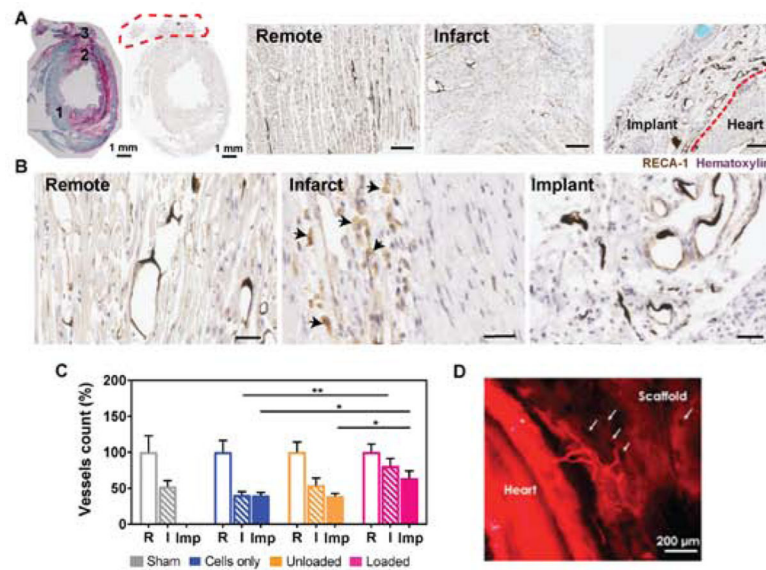 A
3
2
1
1 mm
1 mm
Remote
Infarct
Implant
Heart
RECA-1 Hematoxylin
B
Remote
Infarct
Implant
C
Vessels count (%)
200
150
100
50
0
**
*
*
R I Imp R I Imp R I Imp R I Imp
Sham Cells only Unloaded Loaded
D
Scaffold
Heart
200 µm